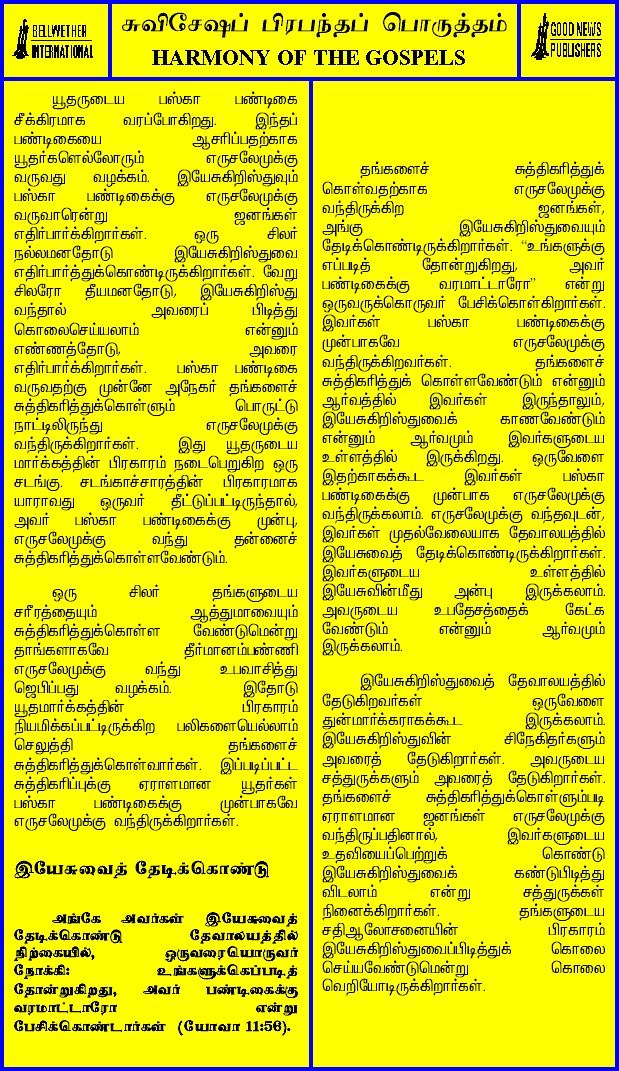 BELLWETHER
INTERNATIONAL
சுவிசேஷப் பிரபந்தப் பொருத்தம்
HARMONY OF THE GOSPELS
GOOD NEWS
PUBLISHERS
யூதருடைய பஸ்கா பண்டிகை
சீக்கிரமாக வரப்போகிறது. இந்தப்
பண்டிகையை ஆசரிப்பதற்காக
யூதர்களெல்லோரும் எருசலேமுக்கு
வருவது வழக்கம். இயேசுகிறிஸ்துவும்
பஸ்கா பண்டிகைக்கு எருசலேமுக்கு
வருவாரென்று ஜனங்கள்
எதிர்பார்க்கிறார்கள். ஒரு சிலர்
நல்லமனதோடு இயேசுகிறிஸ்துவை
எதிர்பார்த்துக்கொண்டிருக்கிறார்கள். வேறு
சிலரோ தீயமனதோடு, இயேசுகிறிஸ்து
வந்தால் அவரைப் பிடித்து
கொலைசெய்யலாம் என்னும்
எண்ணத்தோடு, அவரை
எதிர்பார்க்கிறார்கள். பஸ்கா பண்டிகை
வருவதற்கு முன்னே அநேகர் தங்களைச்
சுத்திகரித்துக்கொள்ளும் பொருட்டு
நாட்டிலிருந்து எருசலேமுக்கு
வந்திருக்கிறார்கள். இது யூதருடைய
மார்க்கத்தின் பிரகாரம் நடைபெறுகிற ஒரு
சடங்கு. சடங்காச்சாரத்தின் பிரகாரமாக
யாராவது ஒருவர் தீட்டுப்பட்டிருந்தால்,
அவர் பஸ்கா பண்டிகைக்கு முன்பு,
எருசலேமுக்கு வந்து தன்னைச்
சுத்திகரித்துக்கொள்ளவேண்டும்.
ஒரு சிலர் தங்களுடைய
சரீரத்தையும் ஆத்துமாவையும்
சுத்திகரித்துக்கொள்ள வேண்டுமென்று
தாங்களாகவே தீர்மானம்பண்ணி
எருசலேமுக்கு வந்து உபவாசித்து
ஜெபிப்பது வழக்கம். இதோடு
யூதமார்க்கத்தின் பிரகாரம்
நியமிக்கப்பட்டிருக்கிற பலிகளையெல்லாம்
செலுத்தி தங்களைச்
சுத்திகரித்துக்கொள்வார்கள். இப்படிப்பட்ட
சுத்திகரிப்புக்கு ஏராளமான யூதர்கள்
பஸ்கா பண்டிகைக்கு முன்பாகவே
எருசலேமுக்கு வந்திருக்கிறார்கள்.
இயேசுவைத் தேடிக்கொண்டு
அங்கே அவர்கள் இயேசுவைத்
தேடிக்கொண்டு தேவாலயத்தில்
நிற்கையில், ஒருவரையொருவர்
நோக்கி: உங்களுக்கெப்படித்
தோன்றுகிறது, அவர் பண்டிகைக்கு
வரமாட்டாரோ என்று
பேசிக்கொண்டார்கள் (யோவா 11:56).
தங்களைச் சுத்திகரித்துக்
கொள்வதற்காக எருசலேமுக்கு
வந்திருக்கிற ஜனங்கள்,
அங்கு இயேசுகிறிஸ்துவையும்
தேடிக்கொண்டிருக்கிறார்கள். “உங்களுக்கு
எப்படித் தோன்றுகிறது, அவர்
பண்டிகைக்கு வரமாட்டாரோ” என்று
ஒருவருக்கொருவர் பேசிக்கொள்கிறார்கள்.
இவர்கள் பஸ்கா பண்டிகைக்கு
முன்பாகவே எருசலேமுக்கு
வந்திருக்கிறவர்கள். தங்களைச்
சுத்திகரித்துக் கொள்ளவேண்டும் என்னும்
ஆர்வத்தில் இவர்கள் இருந்தாலும்,
இயேசுகிறிஸ்துவைக் காணவேண்டும்
என்னும் ஆர்வமும் இவர்களுடைய
உள்ளத்தில் இருக்கிறது. ஒருவேளை
இதற்காகக்கூட இவர்கள் பஸ்கா
பண்டிகைக்கு முன்பாக எருசலேமுக்கு
வந்திருக்கலாம். எருசலேமுக்கு வந்தவுடன்,
இவர்கள் முதல்வேலையாக தேவாலயத்தில்
இயேசுவைத் தேடிக்கொண்டிருக்கிறார்கள்.
இவர்களுடைய உள்ளத்தில்
இயேசுவின்மீது அன்பு இருக்கலாம்.
அவருடைய உபதேசத்தைக் கேட்க
வேண்டும் என்னும் ஆர்வமும்
இருக்கலாம்.
இயேசுகிறிஸ்துவைத் தேவாலயத்தில்
தேடுகிறவர்கள் ஒருவேளை
துன்மார்க்கராகக்கூட இருக்கலாம்.
இயேசுகிறிஸ்துவின் சிநேகிதர்களும்
அவரைத் தேடுகிறார்கள். அவருடைய
சத்துருக்களும் அவரைத் தேடுகிறார்கள்.
தங்களைச் சுத்திகரித்துக்கொள்ளும்படி
ஏராளமான ஜனங்கள் எருசலேமுக்கு
வந்திருப்பதினால், இவர்களுடைய
உதவியைப்பெற்றுக் கொண்டு
இயேசுகிறிஸ்துவைக் கண்டுபிடித்து
விடலாம் என்று சத்துருக்கள்
நினைக்கிறார்கள். தங்களுடைய
சதிஆலோசனையின் பிரகாரம்
இயேசுகிறிஸ்துவைப்பிடித்துக் கொலை
செய்யவேண்டுமென்று கொலை
வெறியோடிருக்கிறார்கள்.